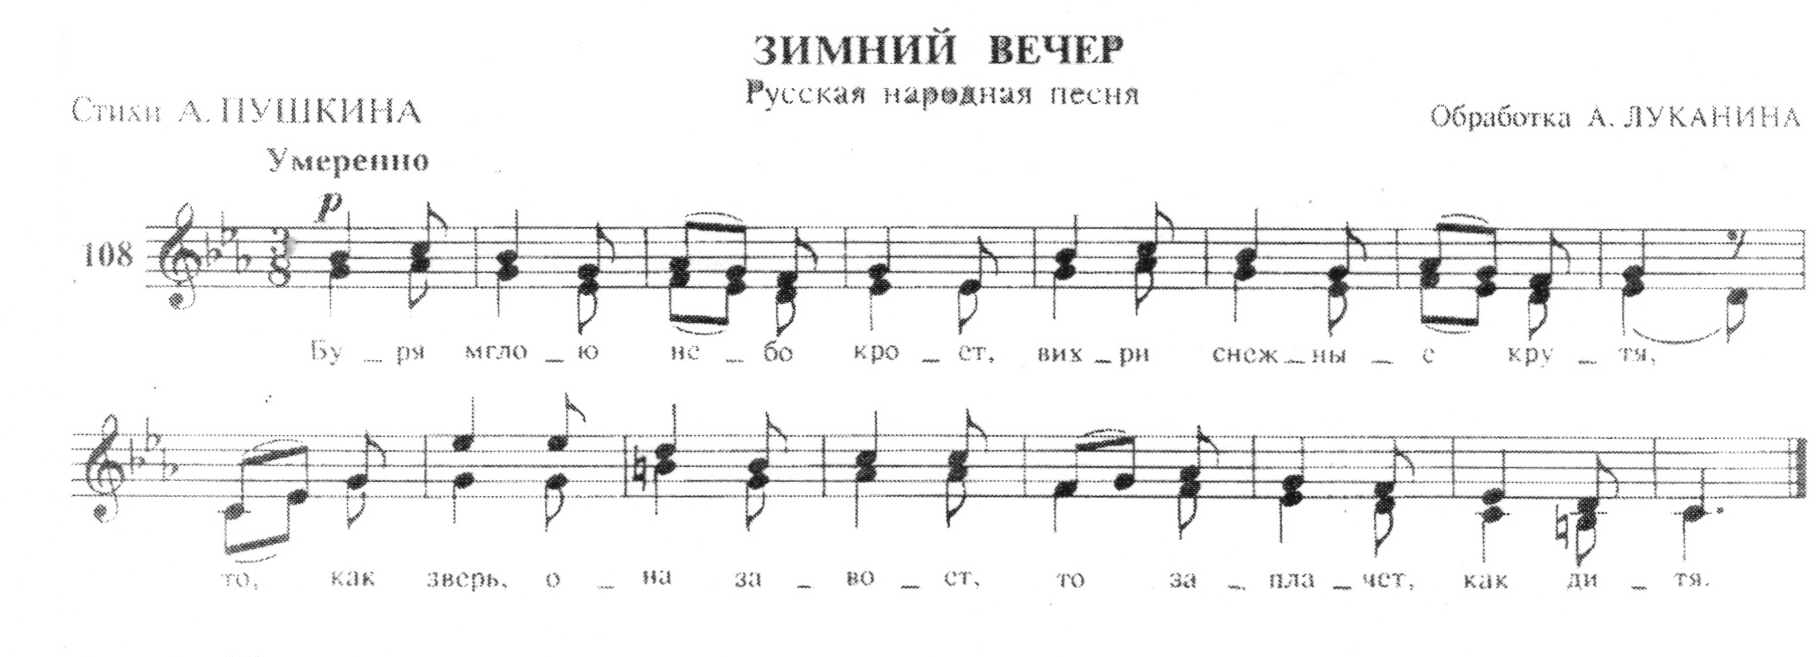 ЗИМНИЙ ВЕЧЕР
Русская народная песня
Стихи А. ПУШКИНА
Обработка А. ЛУКАНИНА
Умеренно
p
108
3
8
Бу _ ря мгло _ ю не _ бо кро _ ет, вих _ ри снеж _ ны _ е кру _ тя,
то, как зверь, о _ на за _ во _ ет, то за _ пла _ чет, как ди _ тя.